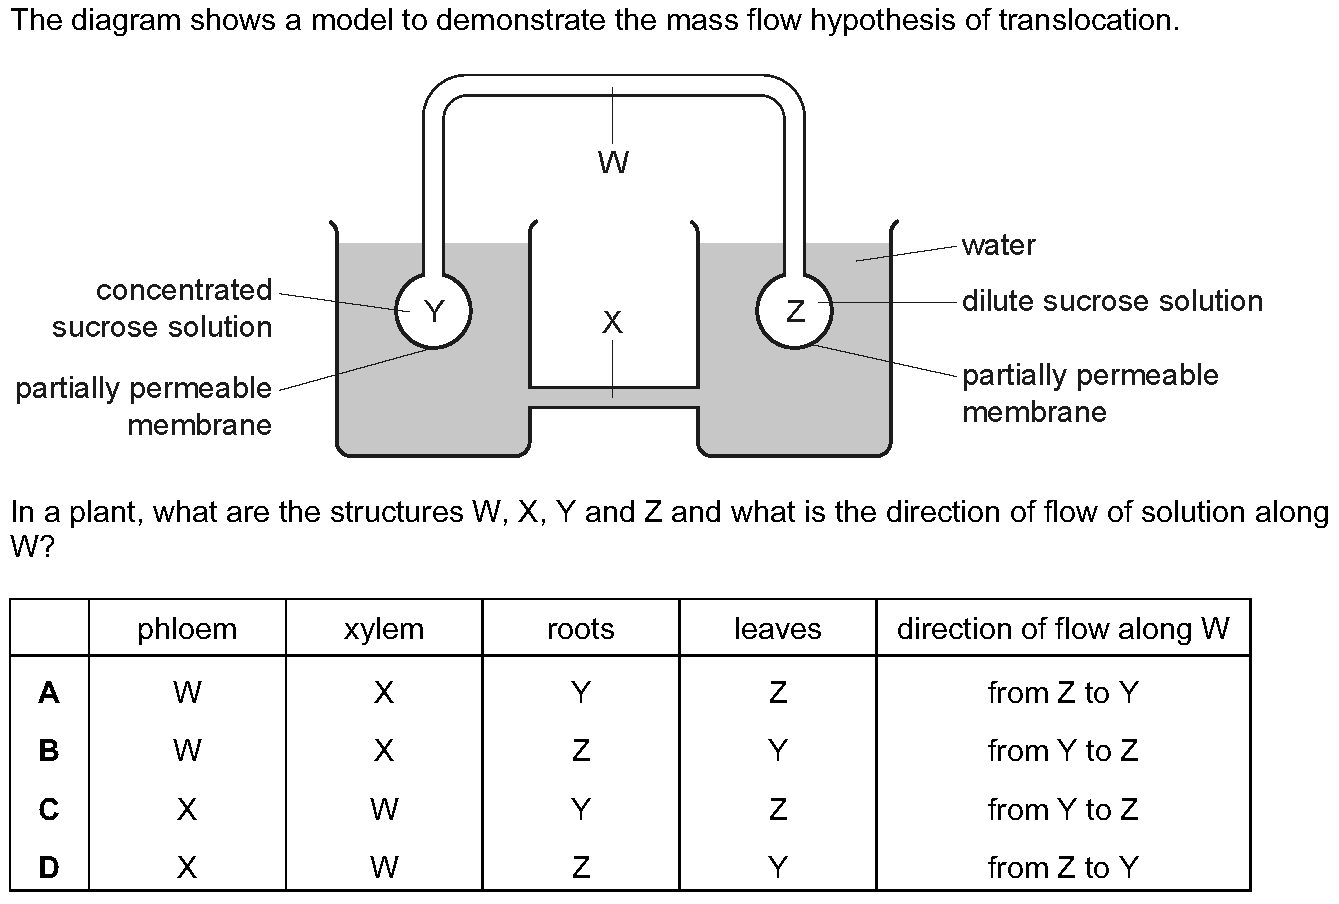 The diagram shows a model to demonstrate the mass flow hypothesis of translocation.
W
water
concentrated
sucrose solution
Y
Z
dilute sucrose solution
X
partially permeable
membrane
partially permeable
membrane
In a plant, what are the structures W, X, Y and Z and what is the direction of flow of solution along
W?
phloem xylem roots leaves direction of flow along W
A W X Y Z from Z to Y
B W X Z Y from Y to Z
C X W Y Z from Y to Z
D X W Z Y from Z to Y